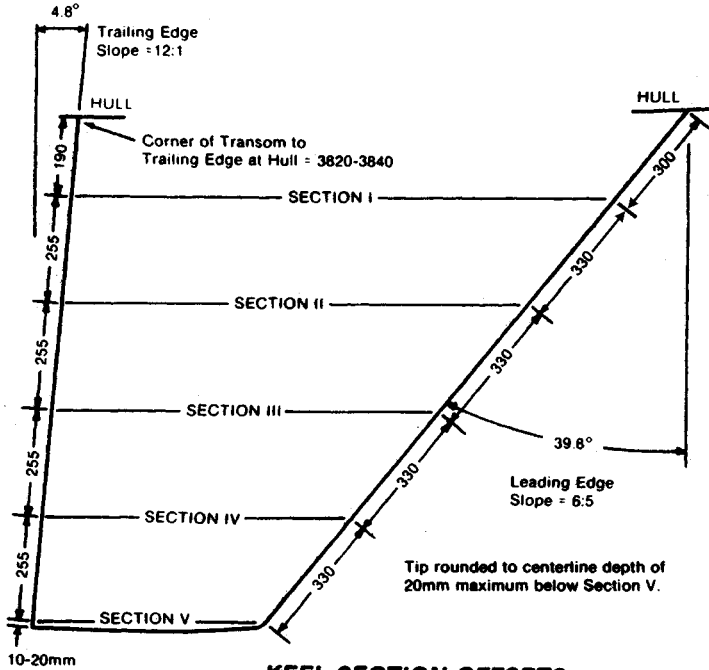 4.8°
Trailing Edge
Slope = 12:1
HULL
HULL
Corner of Transom to
Trailing Edge at Hull = 3820-3840
190
300
SECTION I
255
330
SECTION II
255
330
SECTION III
39.8°
255
330
Leading Edge
Slope = 6:5
SECTION IV
255
330
Tip rounded to centerline depth of
20mm maximum below Section V.
SECTION V
10-20mm